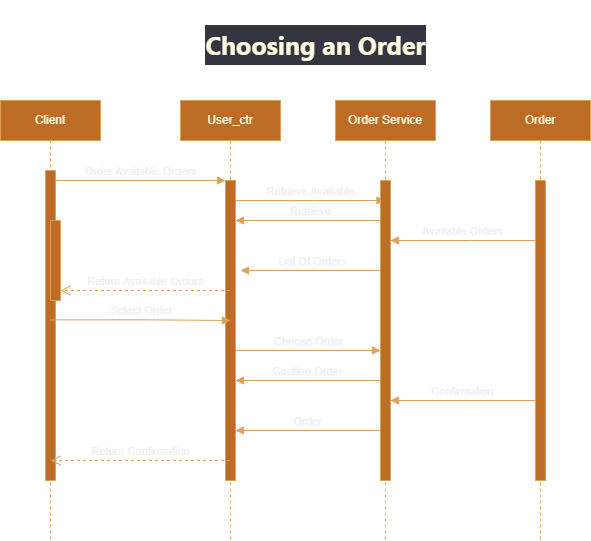 Choosing an Order
Client
User_ctr
Order Service
Order
Order Available Orders
Retrieve Available
Retrieve
Available Orders
List Of Orders
Return Available Orders
Select Order
Choose Order
Confirm Order
Confirmation
Order
Return Confirmation